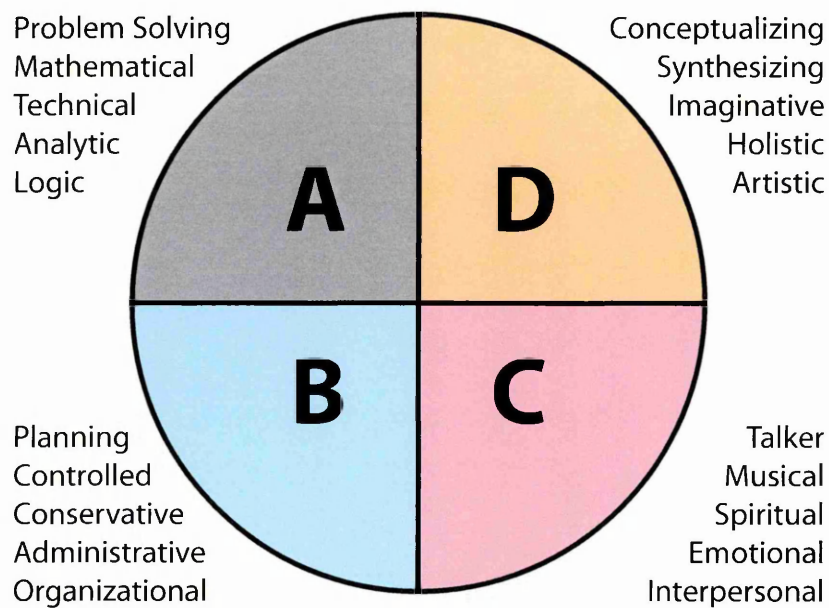 Problem Solving
Mathematical
Technical
Analytic
Logic
Conceptualizing
Synthesizing
Imaginative
Holistic
Artistic
A
D
B
C
Planning
Controlled
Conservative
Administrative
Organizational
Talker
Musical
Spiritual
Emotional
Interpersonal